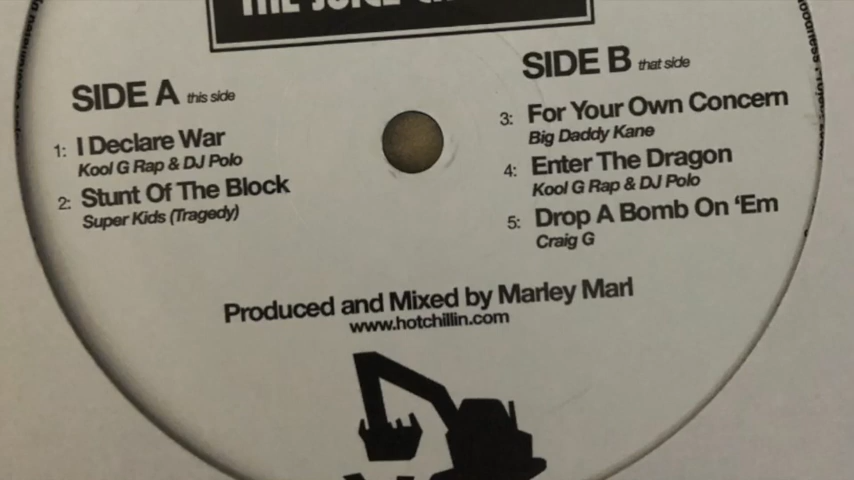 THE JUICE
SIDE A this side
1: I Declare War
Kool G Rap & DJ Polo
2: Stunt Of The Block
Super Kids (Tragedy)
SIDE B that side
3: For Your Own Concern
Big Daddy Kane
4: Enter The Dragon
Kool G Rap & DJ Polo
5: Drop A Bomb On ‘Em
Craig G
Produced and Mixed by Marley Marl
www.hotchillin.com